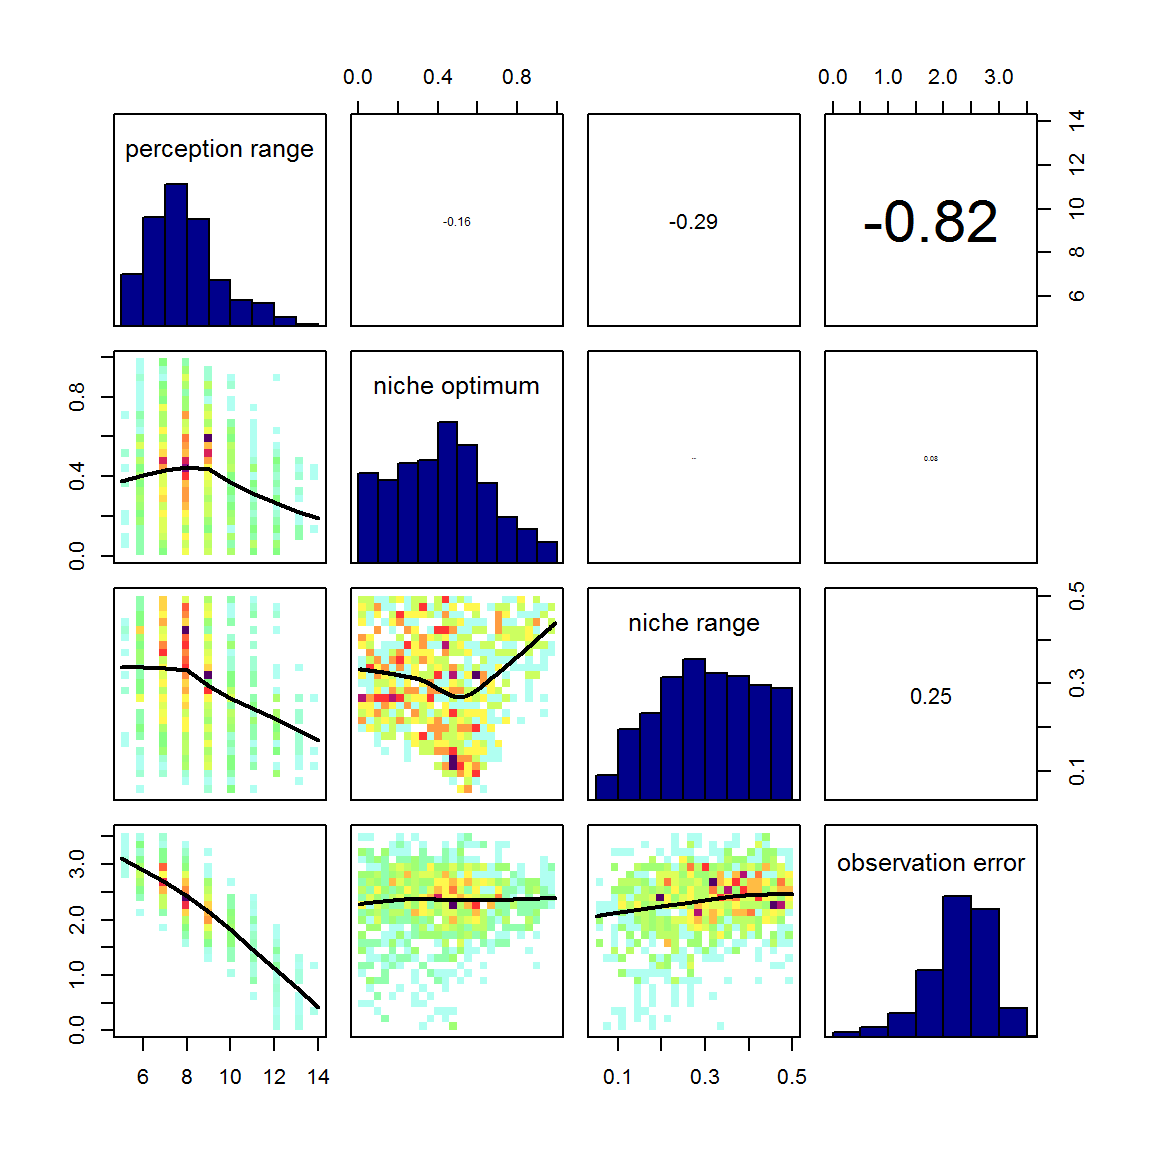 0.0 0.4 0.8 0.0 1.0 2.0 3.0
perception range
-0.16
-0.29
-0.82
6 8 10 12 14
niche optimum
0.08
0.0 0.4 0.8
niche range
0.25
0.1 0.3 0.5
observation error
0.0 1.0 2.0 3.0
6 8 10 12 14 0.1 0.3 0.5